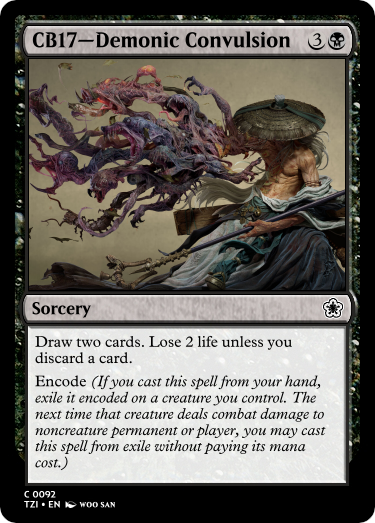 CB17—Demonic Convulsion 3
Sorcery
Draw two cards. Lose 2 life unless you
discard a card.
Encode (If you cast this spell from your hand,
exile it encoded on a creature you control. The
next time that creature deals combat damage to
noncreature permanent or player, you may cast
this spell from exile without paying its mana
cost.)
C 0092
TZI • EN WOO SAN